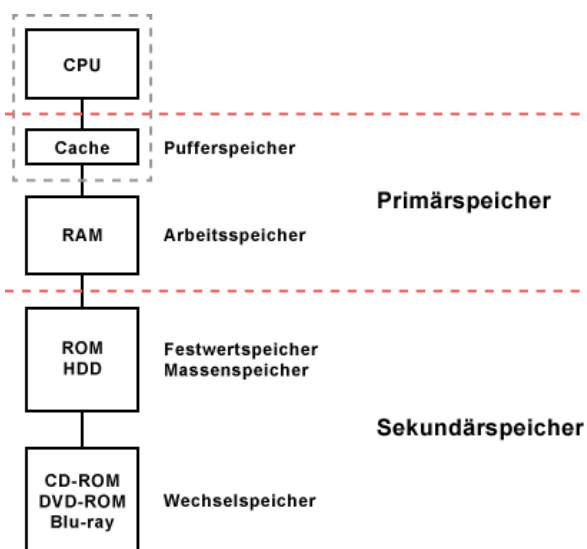 CPU
Cache
Pufferspeicher
Primärspeicher
RAM
Arbeitsspeicher
ROM
HDD
Festwertspeicher
Massenspeicher
Sekundärspeicher
CD-ROM
DVD-ROM
Blu-ray
Wechselspeicher